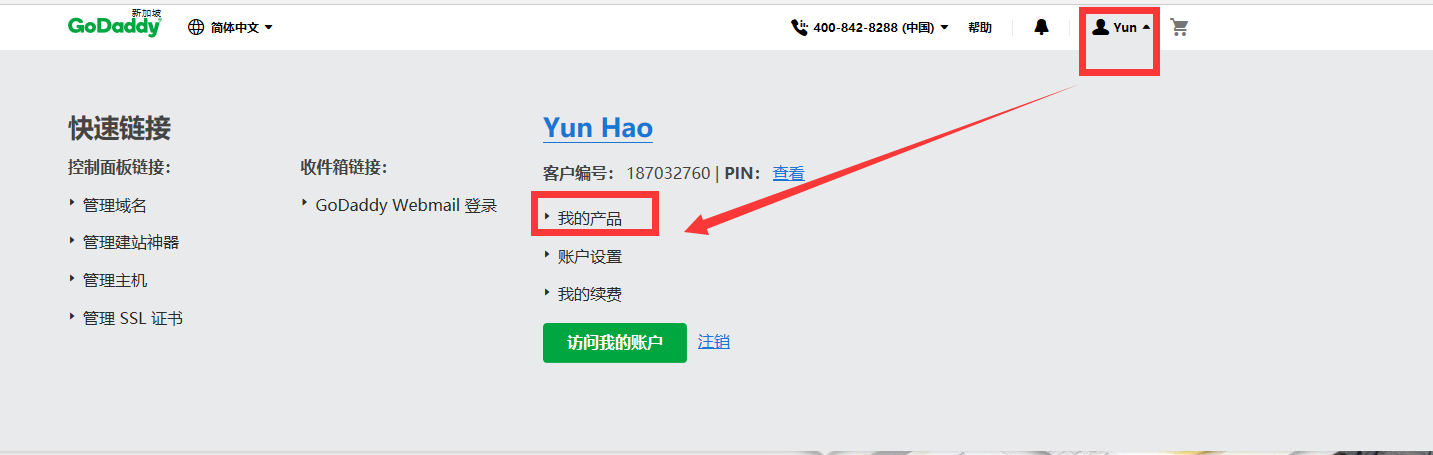 新加坡
GoDaddy
简体中文
400-842-8288 (中国)
帮助
Yun
快速链接
控制面板链接：
管理域名
管理建站神器
管理主机
管理 SSL 证书
收件箱链接：
GoDaddy Webmail 登录
Yun Hao
客户编号： 187032760 | PIN： 查看
我的产品
账户设置
我的续费
访问我的账户 注销